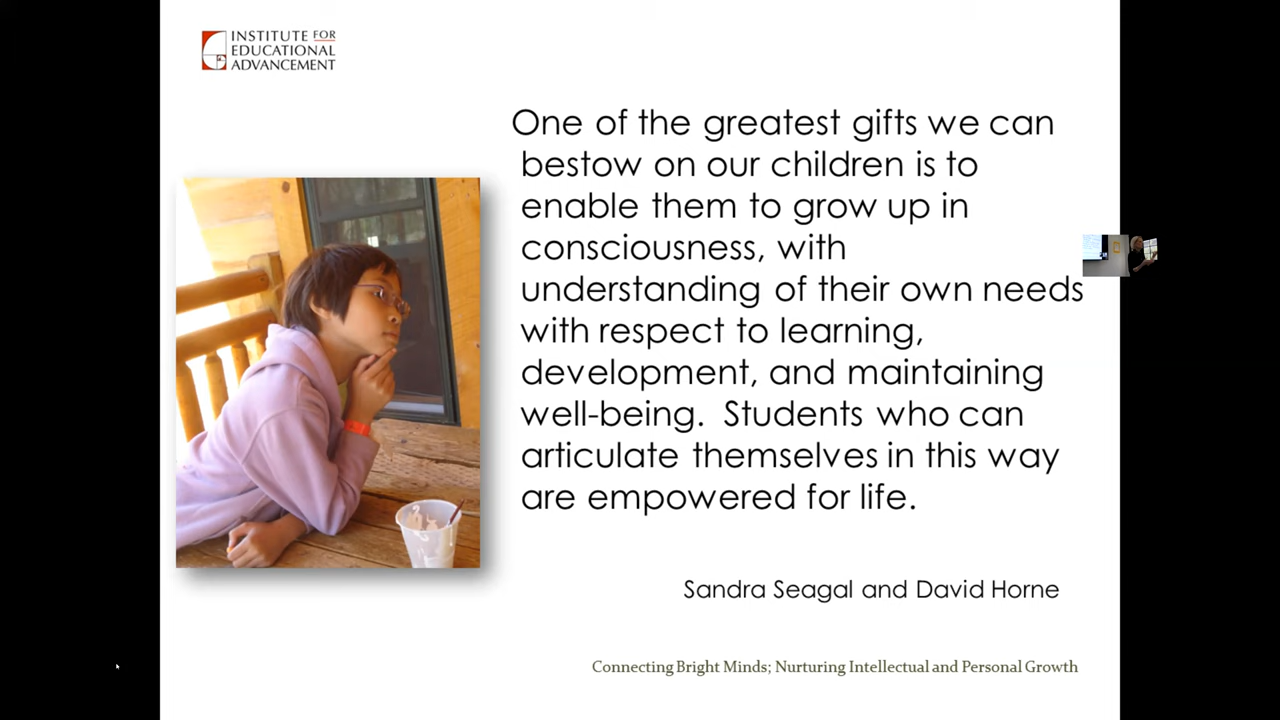 INSTITUTE FOR
EDUCATIONAL
ADVANCEMENT
One of the greatest gifts we can
bestow on our children is to
enable them to grow up in
consciousness, with
understanding of their own needs
with respect to learning,
development, and maintaining
well-being. Students who can
articulate themselves in this way
are empowered for life.
Sandra Seagal and David Horne
Connecting Bright Minds; Nurturing Intellectual and Personal Growth